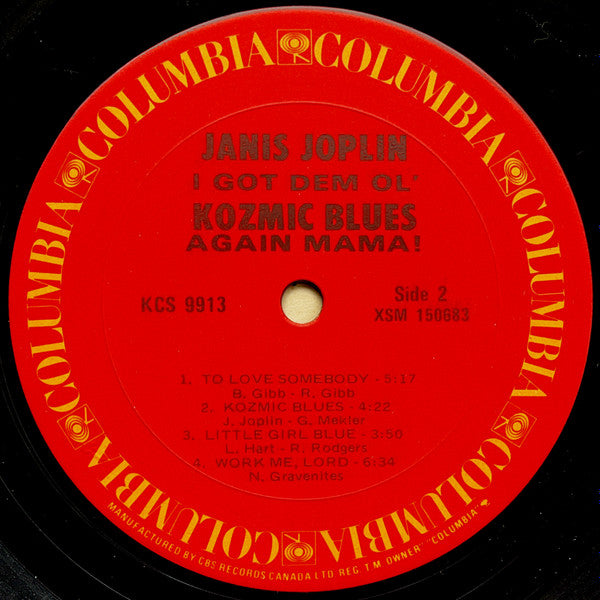 COLUMBIA COLUMBIA COLUMBIA COLUMBIA COLUMBIA COLUMBIA
JANIS JOPLIN
I GOT DEM OL'
KOZMIC BLUES
AGAIN MAMA!
KCS 9913
Side 2
XSM 150683
1. TO LOVE SOMEBODY - 5:17
B. Gibb - R. Gibb
2. KOZMIC BLUES - 4:22
J. Joplin - G. Mekler
3. LITTLE GIRL BLUE - 3:50
L. Hart - R. Rodgers
4. WORK ME, LORD - 6:34
N. Gravenites
MANUFACTURED BY CBS RECORDS CANADA LTD REG T M OWNER "COLUMBIA"